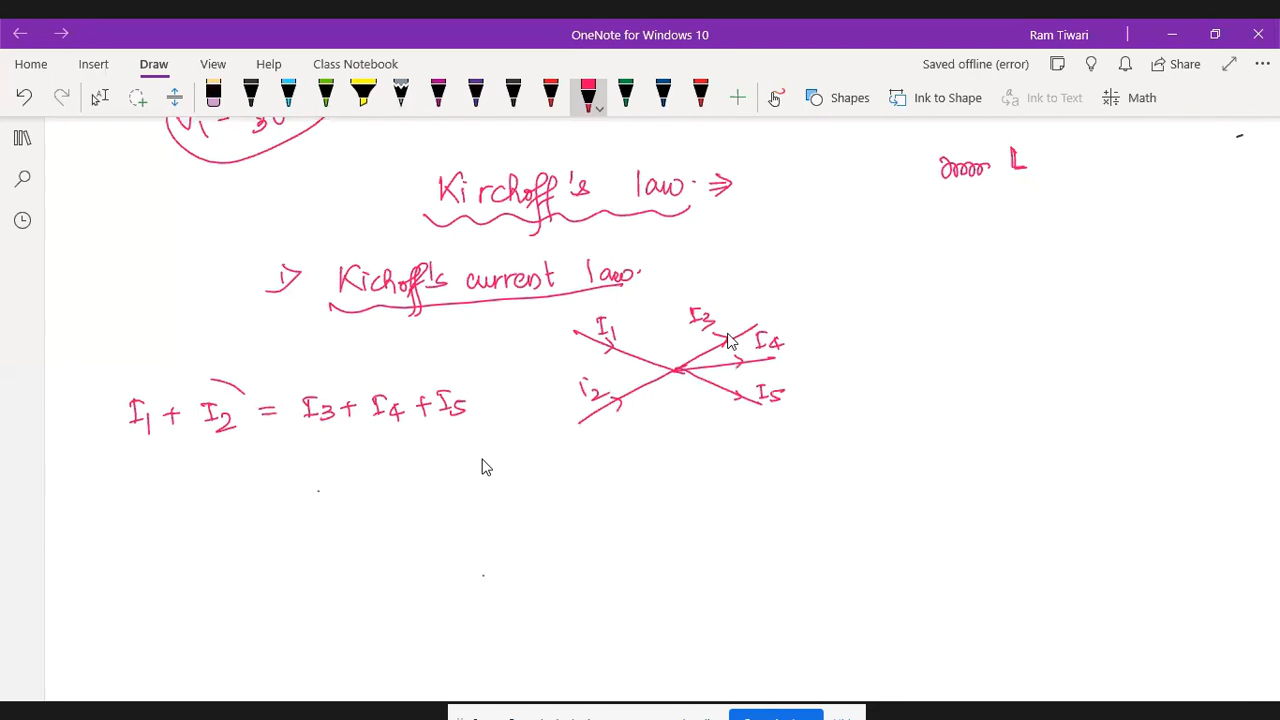 OneNote for Windows 10
Ram Tiwari
Home Insert Draw View Help Class Notebook
Saved offline (error) Share
Shapes Ink to Shape Ink to Text Math
Kirchoff's law. ⇒
L
i> Kichoff's current law.
I1 I3 I4
i2 I5
I1 + I2 = I3 + I4 + I5